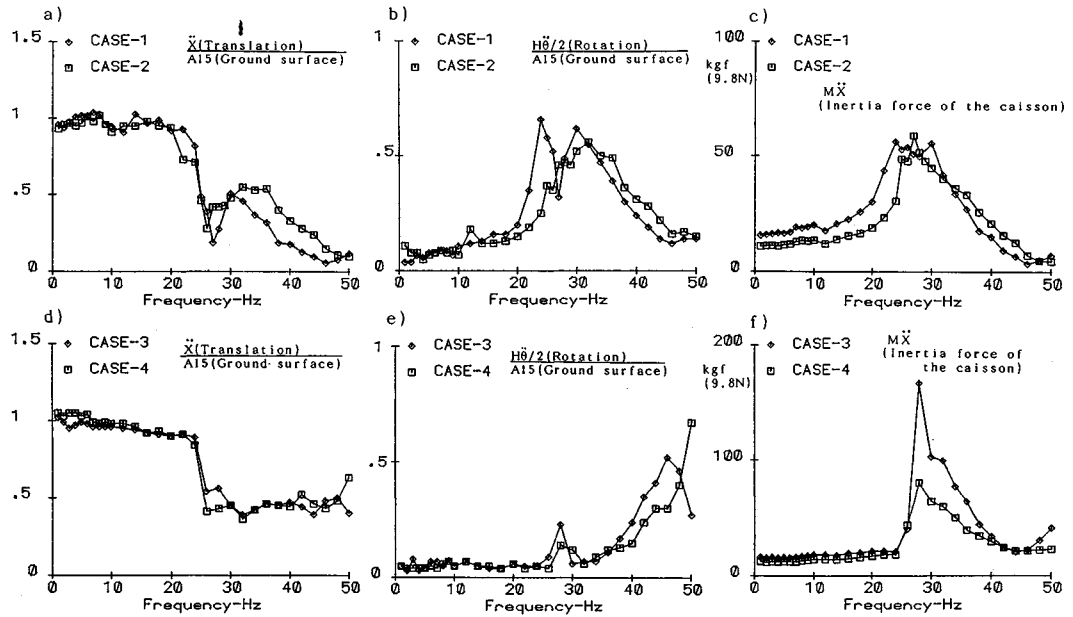 a)
1.5
1
.5
0
CASE-1
CASE-2
Ẍ(Translation)
A15(Ground surface)
0 10 20 30 40 50
Frequency-Hz
b)
1
.5
0
CASE-1
CASE-2
Hθ̈/2(Rotation)
A15(Ground surface)
0 10 20 30 40 50
Frequency-Hz
c)
100
kgf
(9.8N)
50
0
CASE-1
CASE-2
MẌ
(Inertia force of the caisson)
0 10 20 30 40 50
Frequency-Hz
d)
1.5
1
.5
0
CASE-3
CASE-4
Ẍ(Translation)
A15(Ground surface)
0 10 20 30 40 50
Frequency-Hz
e)
1
.5
0
CASE-3
CASE-4
Hθ̈/2(Rotation)
A15(Ground surface)
0 10 20 30 40 50
Frequency-Hz
f)
200
kgf
(9.8N)
100
0
CASE-3
CASE-4
MẌ
(Inertia force of
the caisson)
0 10 20 30 40 50
Frequency-Hz